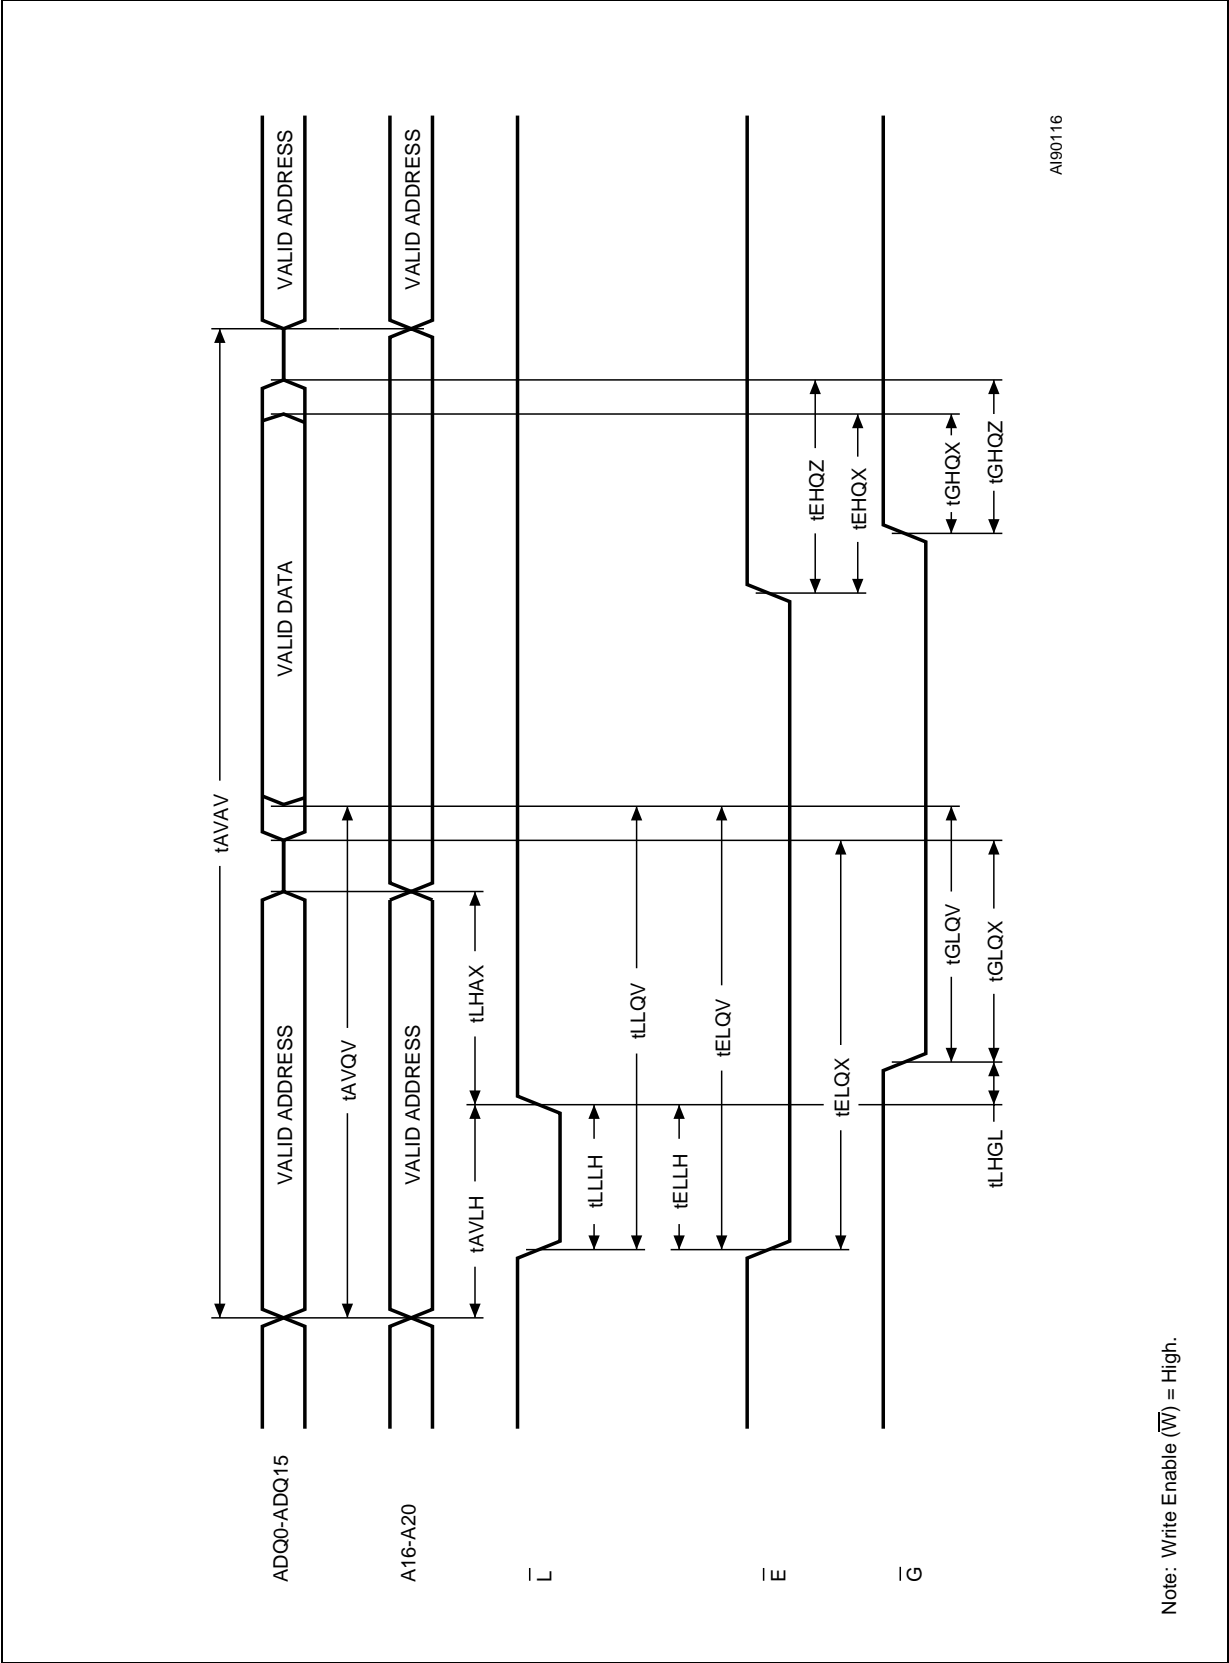 tAVAV
ADQ0-ADQ15
VALID ADDRESS
VALID DATA
VALID ADDRESS
tAVQV
A16-A20
VALID ADDRESS
VALID ADDRESS
tAVLH
tLHAX
L̅
tLLLH
tLLQV
tELLH
tELQV
E̅
tEHQZ
tELQX
tEHQX
G̅
tGLQV
tGHQX
tLHGL
tGLQX
tGHQZ
AI90116
Note: Write Enable (W̅) = High.